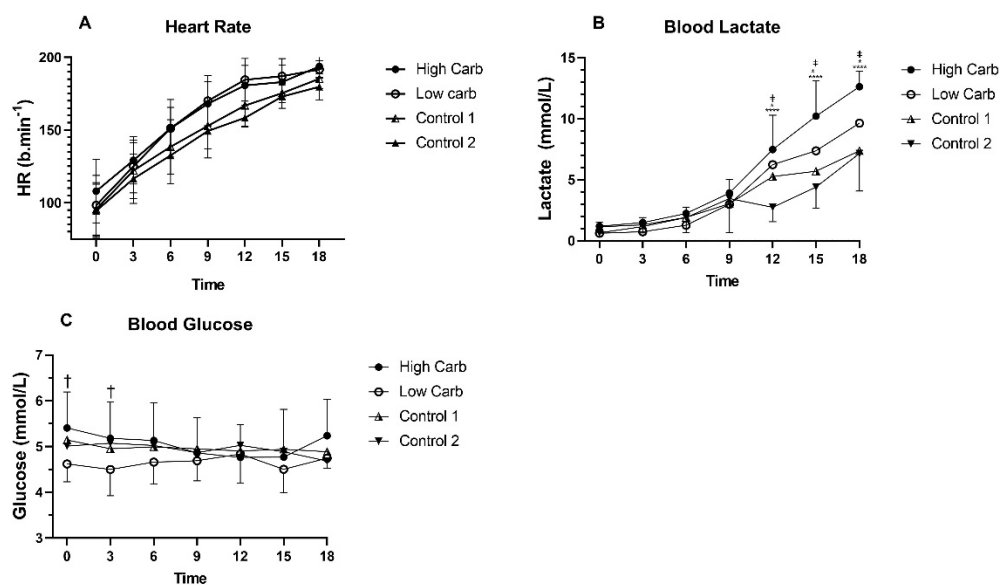 A
Heart Rate
HR (b.min-1)
200
150
100
0 3 6 9 12 15 18
Time
High Carb
Low carb
Control 1
Control 2
B
Blood Lactate
Lactate (mmol/L)
15
10
5
0
0 3 6 9 12 15 18
Time
‡
*
****
‡
*
****
‡
*
****
High Carb
Low Carb
Control 1
Control 2
C
Blood Glucose
Glucose (mmol/L)
7
6
5
4
3
0 3 6 9 12 15 18
Time
†
†
High Carb
Low Carb
Control 1
Control 2